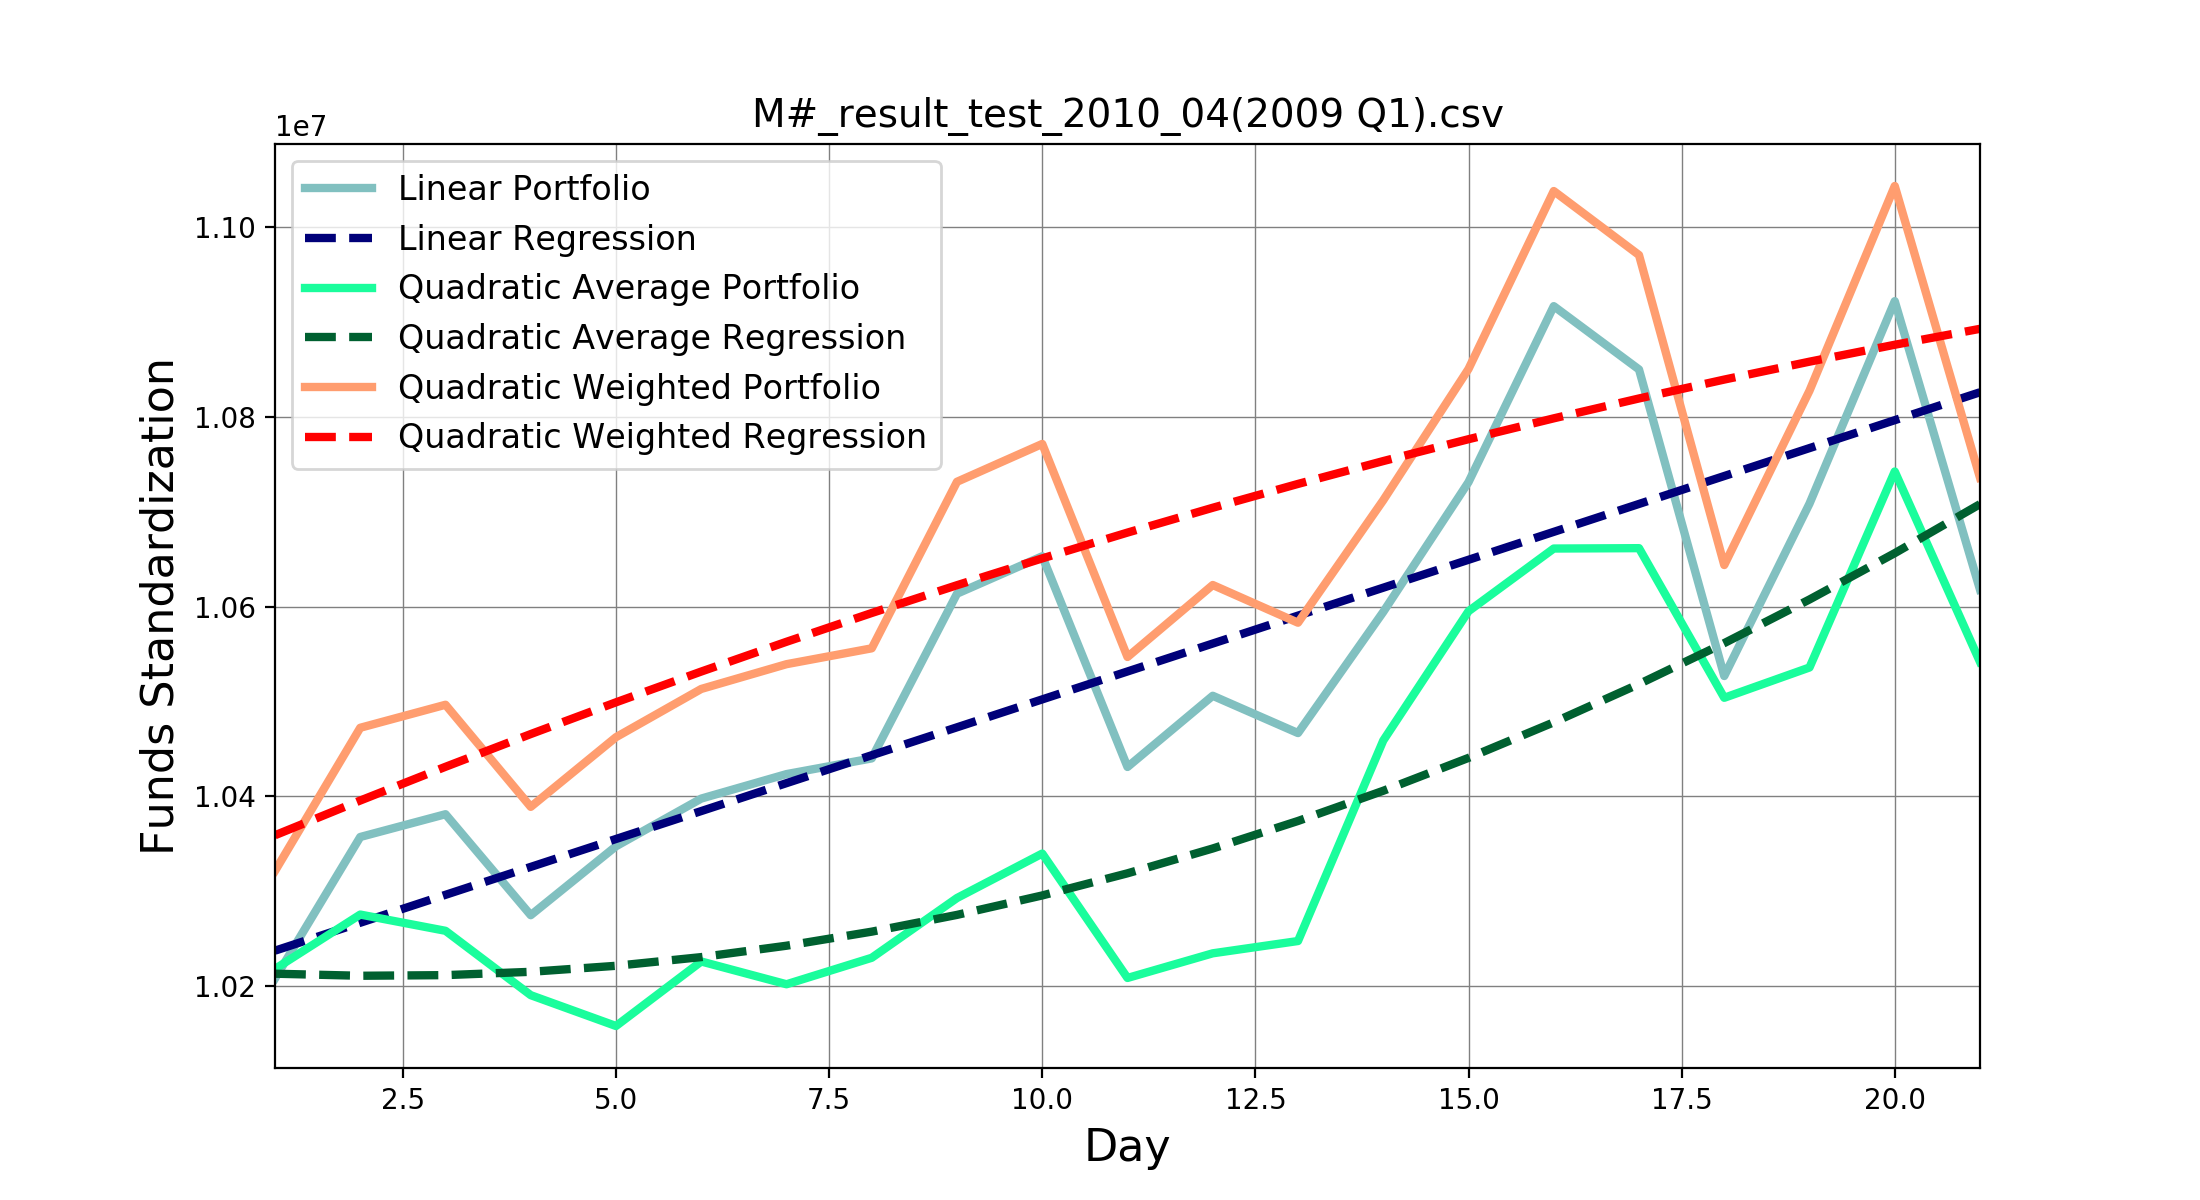 M#_result_test_2010_04(2009 Q1).csv
1e7
Linear Portfolio
Linear Regression
Quadratic Average Portfolio
Quadratic Average Regression
Quadratic Weighted Portfolio
Quadratic Weighted Regression
Funds Standardization
1.10
1.08
1.06
1.04
1.02
2.5 5.0 7.5 10.0 12.5 15.0 17.5 20.0
Day